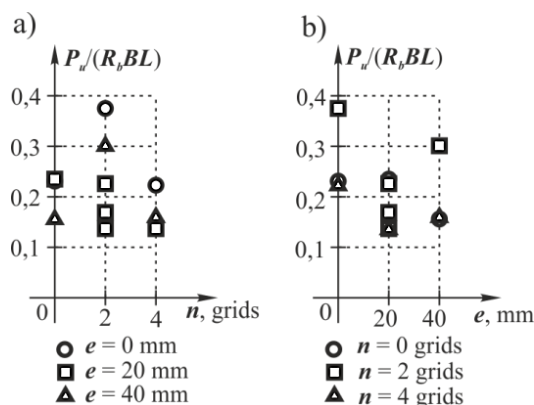 a)
Pu/(RbBL)
0,4
0,3
0,2
0,1
0
2
4
n, grids
e = 0 mm
e = 20 mm
e = 40 mm
b)
Pu/(RbBL)
0,4
0,3
0,2
0,1
0
20
40
e, mm
n = 0 grids
n = 2 grids
n = 4 grids